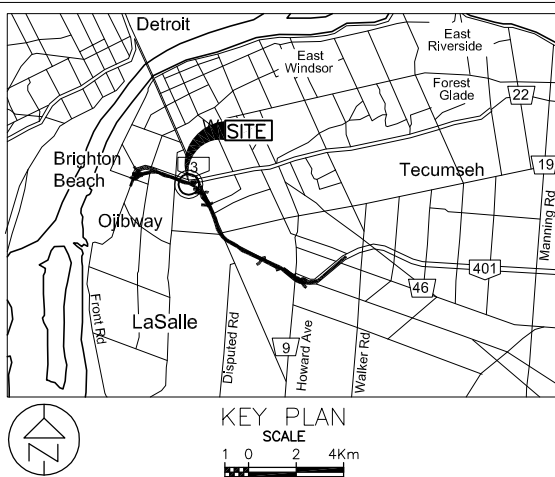 Detroit
East
Riverside
East
Windsor
Forest
Glade
22
SITE
3
Brighton
Beach
Tecumseh
19
Manning Rd
Ojibway
401
46
Front Rd
LaSalle
Disputed Rd
9
Howard Ave
Walker Rd
KEY PLAN
SCALE
1 0 2 4Km
N